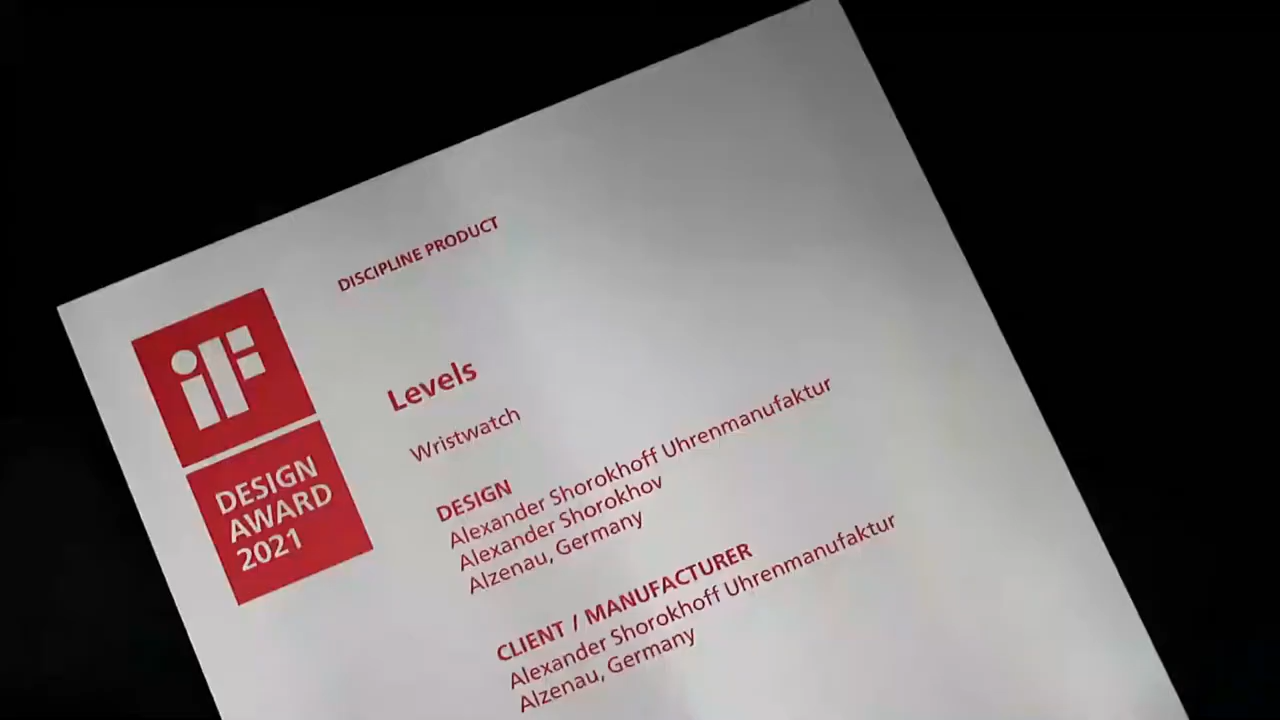 DISCIPLINE PRODUCT
iF
DESIGN
AWARD
2021
Levels
Wristwatch
DESIGN
Alexander Shorokhoff Uhrenmanufaktur
Alexander Shorokhov
Alzenau, Germany
CLIENT / MANUFACTURER
Alexander Shorokhoff Uhrenmanufaktur
Alzenau, Germany